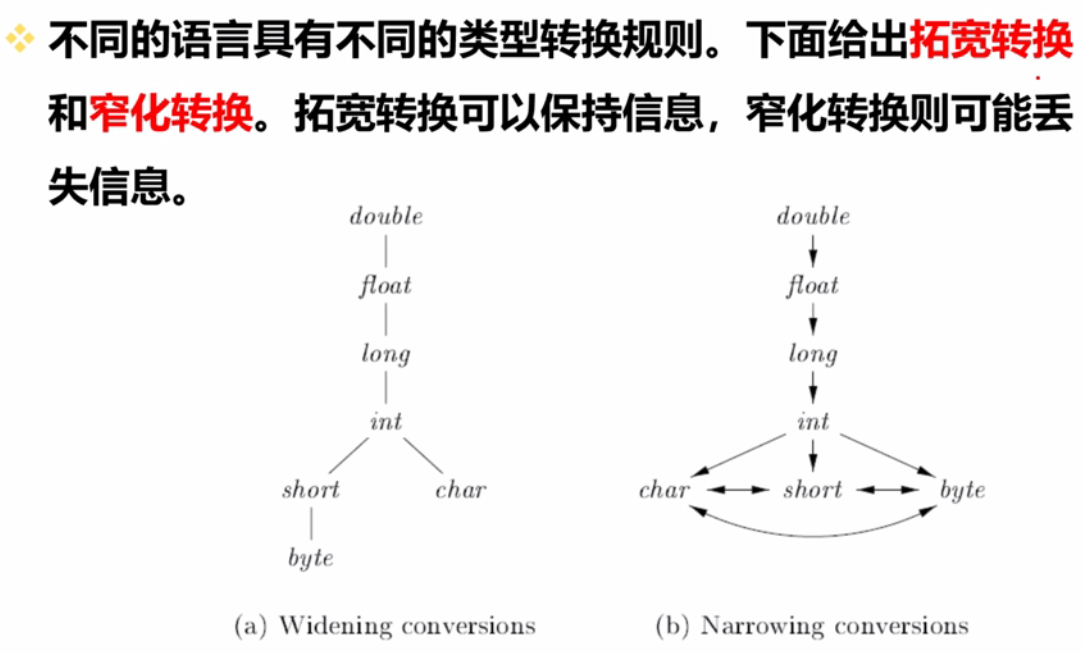 不同的语言具有不同的类型转换规则。下面给出拓宽转换
和窄化转换。拓宽转换可以保持信息，窄化转换则可能丢
失信息。
double
float
long
int
short char
byte
(a) Widening conversions
double
float
long
int
char short byte
(b) Narrowing conversions